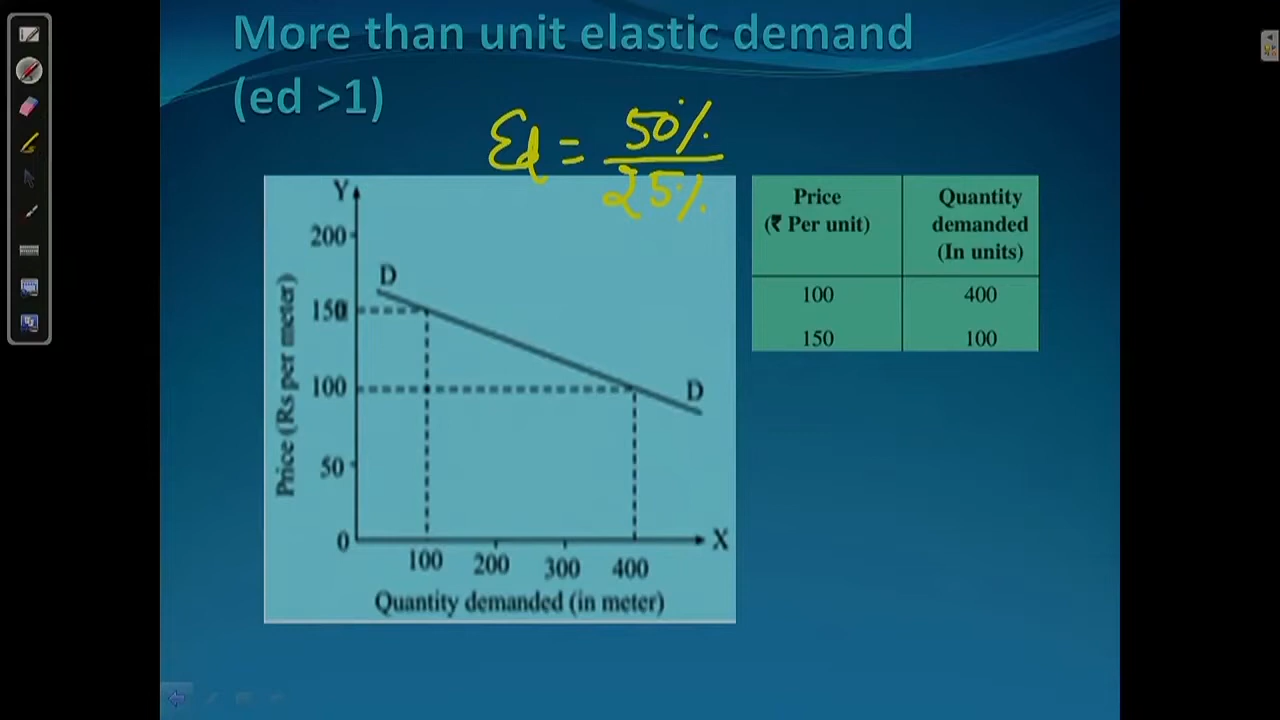 More than unit elastic demand
(ed >1)
Ed = 50%
25%
Y
200
D
150
100
D
50
0
X
100 200 300 400
Price (Rs per meter)
Quantity demanded (in meter)
Price Quantity
(₹ Per unit) demanded
(In units)
100 400
150 100